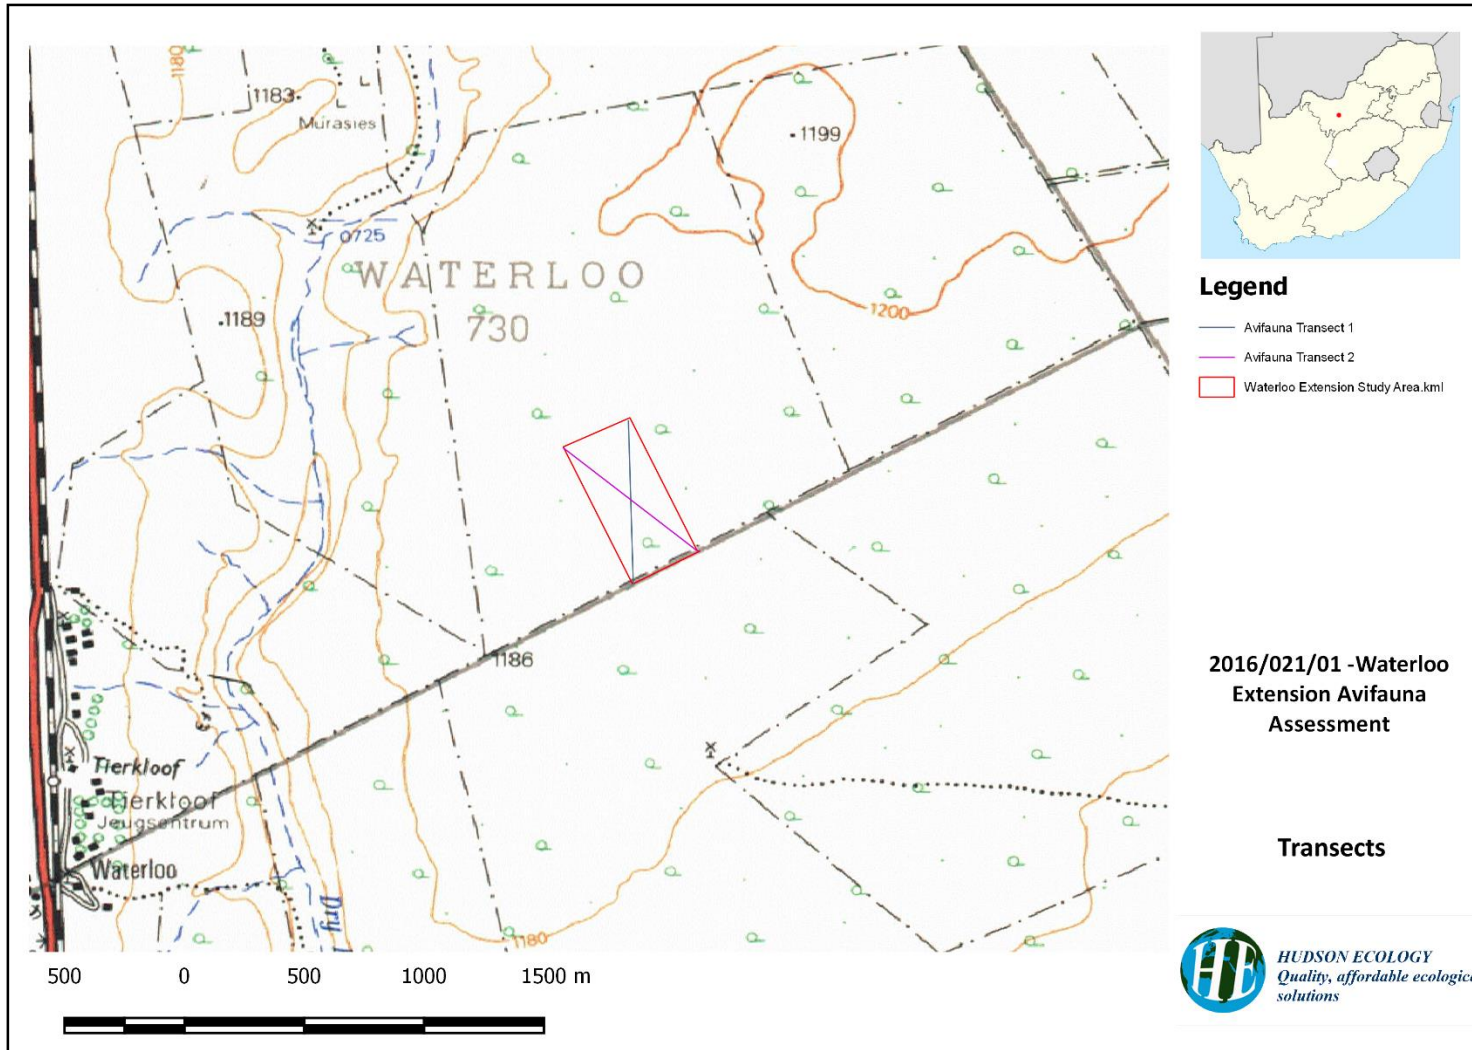 1180
1183
Murasies
1199
0725
WATERLOO
730
1189
1200
1186
Tierkloof
Tierkloof
Jeugsentrum
Waterloo
Dry
1180
500 0 500 1000 1500 m
Legend
Avifauna Transect 1
Avifauna Transect 2
Waterloo Extension Study Area.kml
2016/021/01 -Waterloo
Extension Avifauna
Assessment
Transects
HE
HUDSON ECOLOGY
Quality, affordable ecologica
solutions